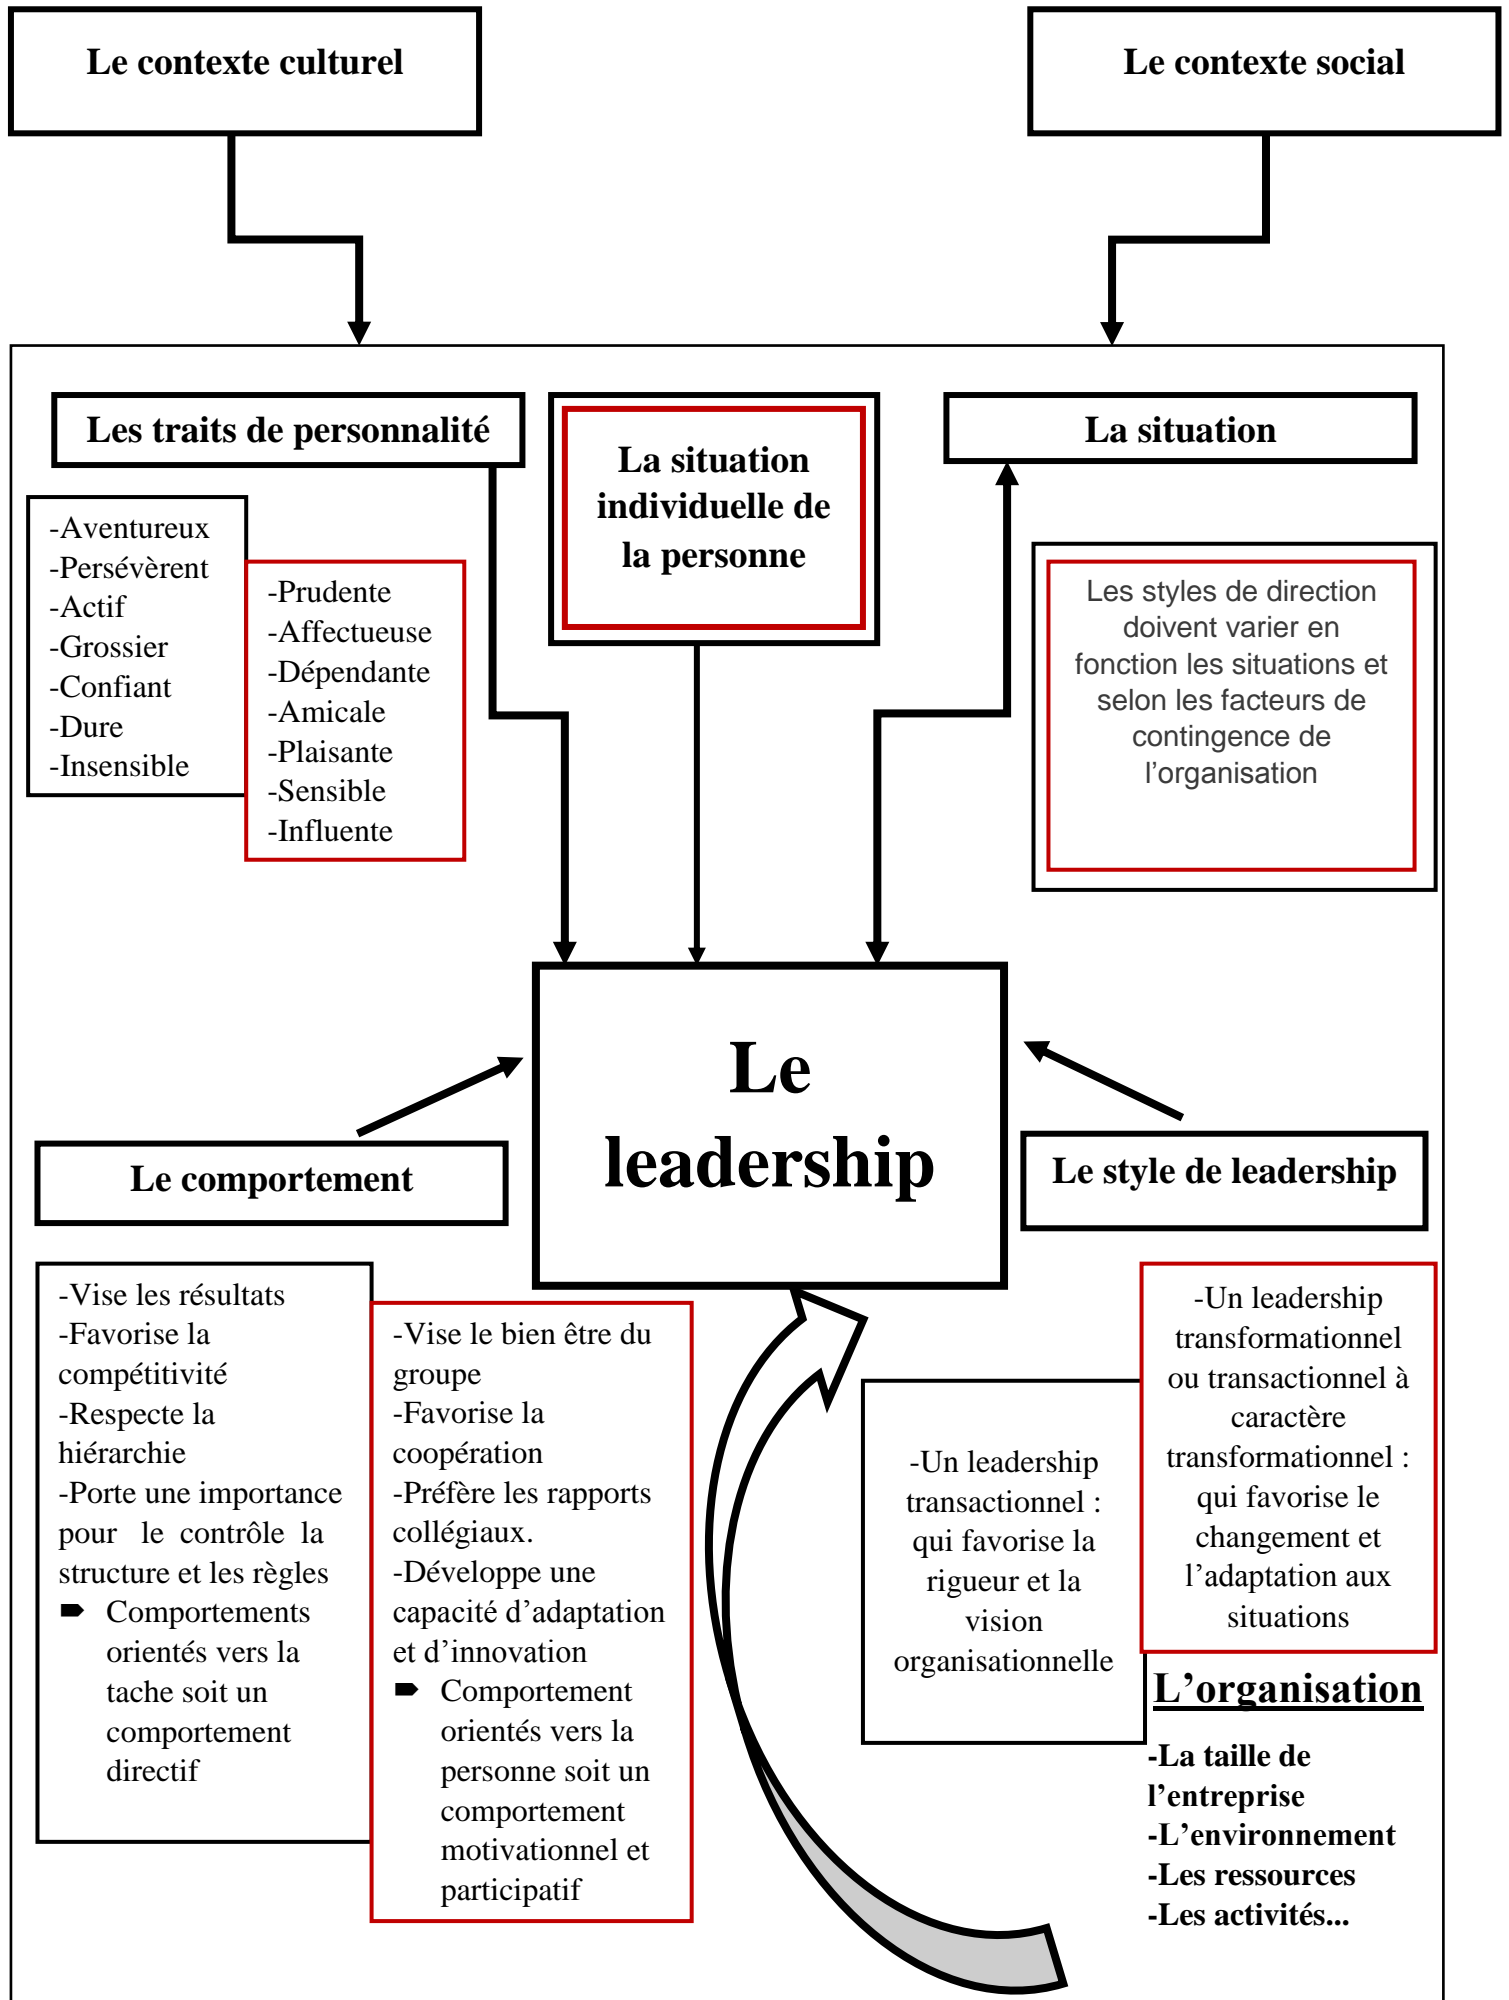 Le contexte culturel
Le contexte social
Les traits de personnalité
La situation
individuelle de
la personne
La situation
-Aventureux
-Persévèrent
-Actif
-Grossier
-Confiant
-Dure
-Insensible
-Prudente
-Affectueuse
-Dépendante
-Amicale
-Plaisante
-Sensible
-Influente
Les styles de direction
doivent varier en
fonction les situations et
selon les facteurs de
contingence de
l’organisation
Le
leadership
Le comportement
Le style de leadership
-Vise les résultats
-Favorise la
compétitivité
-Respecte la
hiérarchie
-Porte une importance
pour le contrôle la
structure et les règles
Comportements
orientés vers la
tache soit un
comportement
directif
-Vise le bien être du
groupe
-Favorise la
coopération
-Préfère les rapports
collégiaux.
-Développe une
capacité d’adaptation
et d’innovation
Comportement
orientés vers la
personne soit un
comportement
motivationnel et
participatif
-Un leadership
transactionnel :
qui favorise la
rigueur et la
vision
organisationnelle
-Un leadership
transformationnel
ou transactionnel à
caractère
transformationnel :
qui favorise le
changement et
l’adaptation aux
situations
L’organisation
-La taille de
l’entreprise
-L’environnement
-Les ressources
-Les activités...